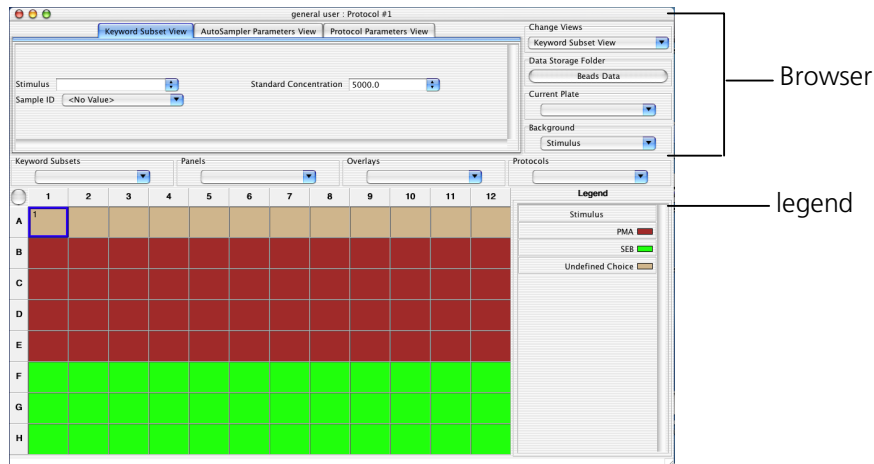 general user : Protocol #1
Keyword Subset View AutoSampler Parameters View Protocol Parameters View
Change Views
Keyword Subset View
Data Storage Folder
Beads Data
Stimulus Standard Concentration 5000.0
Sample ID <No Value>
Current Plate
Background
Stimulus
Browser
Keyword Subsets Panels Overlays Protocols
1 2 3 4 5 6 7 8 9 10 11 12
Legend
legend
Stimulus
PMA
SEB
Undefined Choice
A 1
B
C
D
E
F
G
H